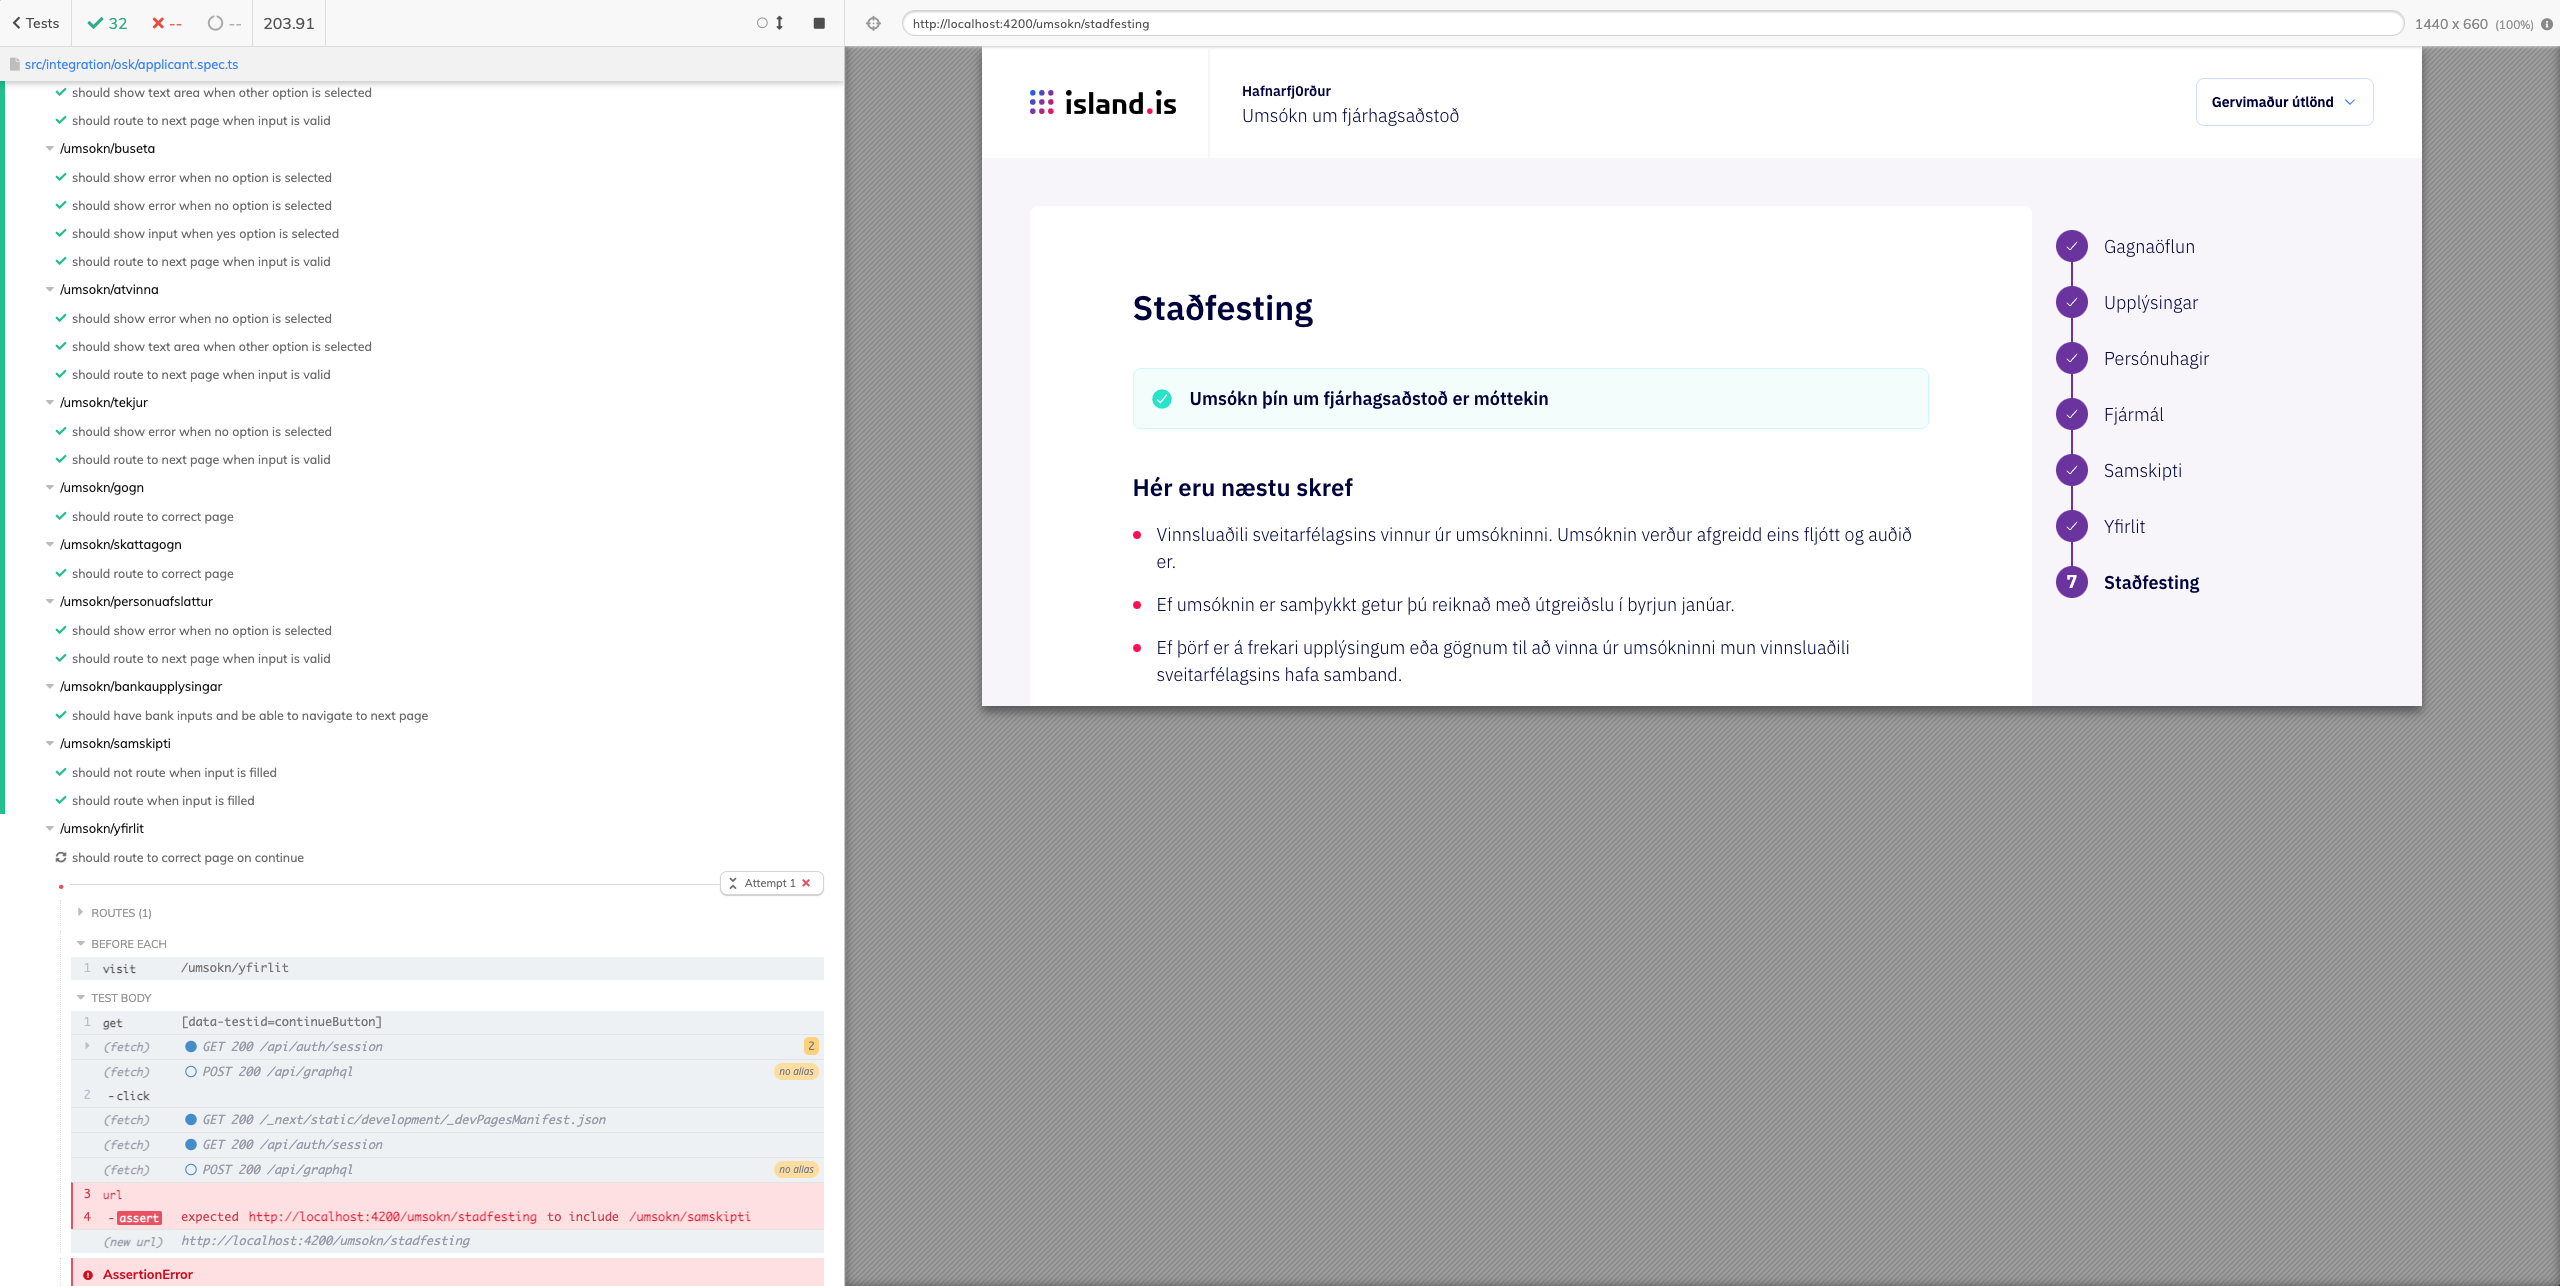 Tests
32
--
--
203.91
src/integration/osk/applicant.spec.ts
should show text area when other option is selected
should route to next page when input is valid
/umsokn/buseta
should show error when no option is selected
should show error when no option is selected
should show input when yes option is selected
should route to next page when input is valid
/umsokn/atvinna
should show error when no option is selected
should show text area when other option is selected
should route to next page when input is valid
/umsokn/tekjur
should show error when no option is selected
should route to next page when input is valid
/umsokn/gogn
should route to correct page
/umsokn/skattagogn
should route to correct page
/umsokn/personuafslattur
should show error when no option is selected
should route to next page when input is valid
/umsokn/bankaupplysingar
should have bank inputs and be able to navigate to next page
/umsokn/samskipti
should not route when input is filled
should route when input is filled
/umsokn/yfirlit
should route to correct page on continue
Attempt 1
ROUTES (1)
BEFORE EACH
1 visit /umsokn/yfirlit
TEST BODY
1 get [data-testid=continueButton]
(fetch) GET 200 /api/auth/session 2
(fetch) POST 200 /api/graphql no alias
2 -click
(fetch) GET 200 /_next/static/development/_devPagesManifest.json
(fetch) GET 200 /api/auth/session
(fetch) POST 200 /api/graphql no alias
3 url
4 -assert expected http://localhost:4200/umsokn/stadfesting to include /umsokn/samskipti
(new url) http://localhost:4200/umsokn/stadfesting
AssertionError
http://localhost:4200/umsokn/stadfesting
1440 x 660 (100%)
island.is
Hafnarfj0rður
Umsókn um fjárhagsaðstoð
Gervimaður útlönd
Staðfesting
Umsókn þín um fjárhagsaðstoð er móttekin
Hér eru næstu skref
Vinnsluaðili sveitarfélagsins vinnur úr umsókninni. Umsóknin verður afgreidd eins fljótt og auðið
er.
Ef umsóknin er samþykkt getur þú reiknað með útgreiðslu í byrjun janúar.
Ef þörf er á frekari upplýsingum eða gögnum til að vinna úr umsókninni mun vinnsluaðili
sveitarfélagsins hafa samband.
Gagnaöflun
Upplýsingar
Persónuhagir
Fjármál
Samskipti
Yfirlit
7 Staðfesting